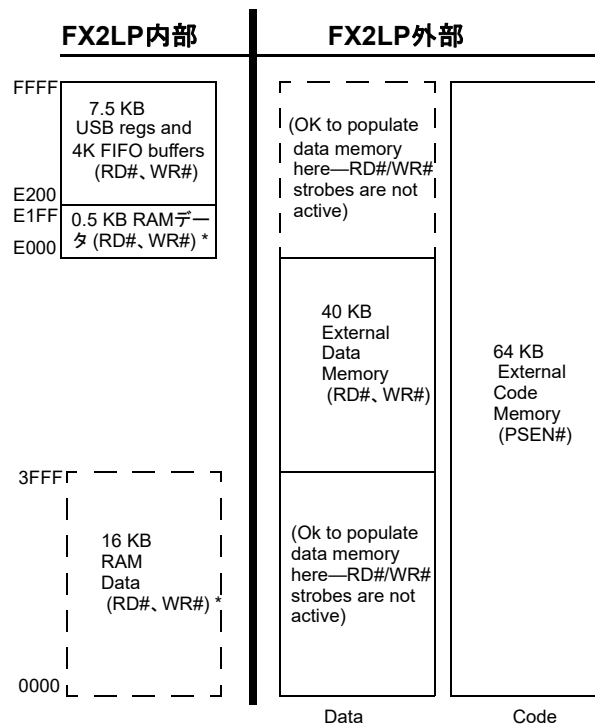 FX2LP内部
FX2LP外部
FFFF
7.5 KB
USB regs and
4K FIFO buffers
(RD#、WR#)
E200
E1FF
0.5 KB RAMデー
タ (RD#、WR#) *
E000
(OK to populate
data memory
here—RD#/WR#
strobes are not
active)
40 KB
External
Data
Memory
(RD#、WR#)
64 KB
External
Code
Memory
(PSEN#)
3FFF
16 KB
RAM
Data
(RD#、WR#) *
(Ok to populate
data memory
here—RD#/WR#
strobes are not
active)
0000
Data
Code